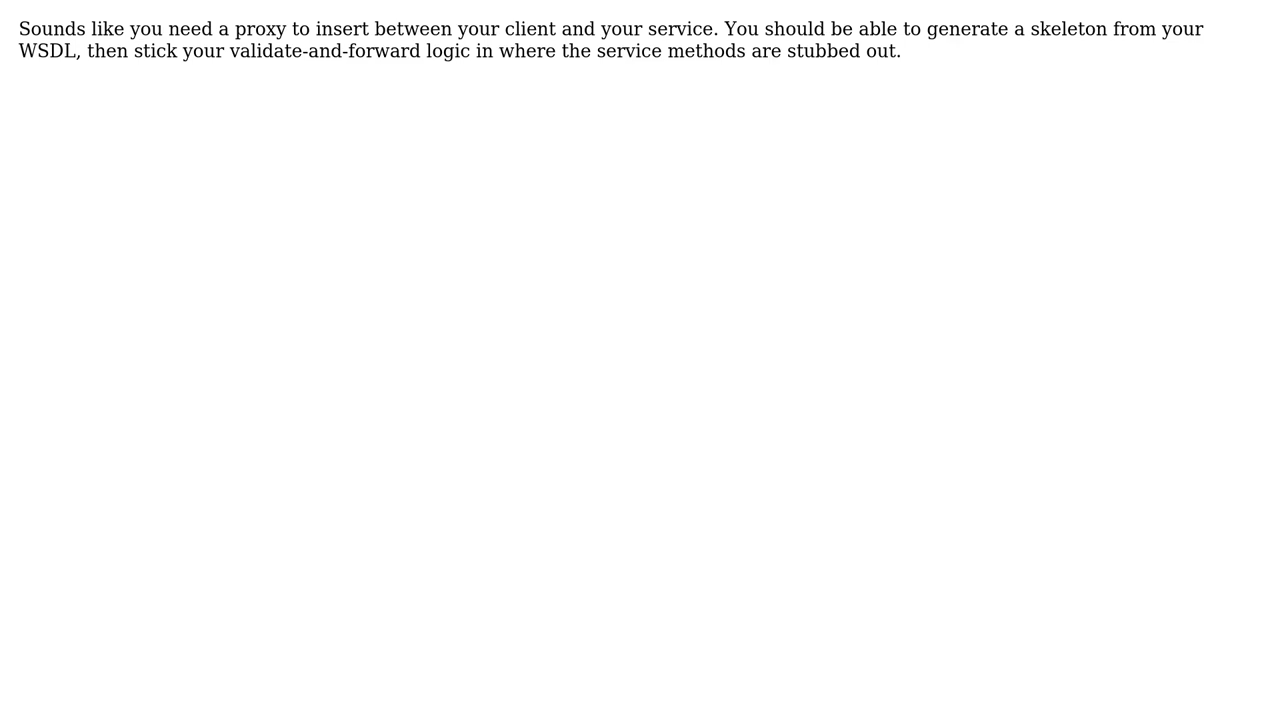 Sounds like you need a proxy to insert between your client and your service. You should be able to generate a skeleton from your
WSDL, then stick your validate-and-forward logic in where the service methods are stubbed out.